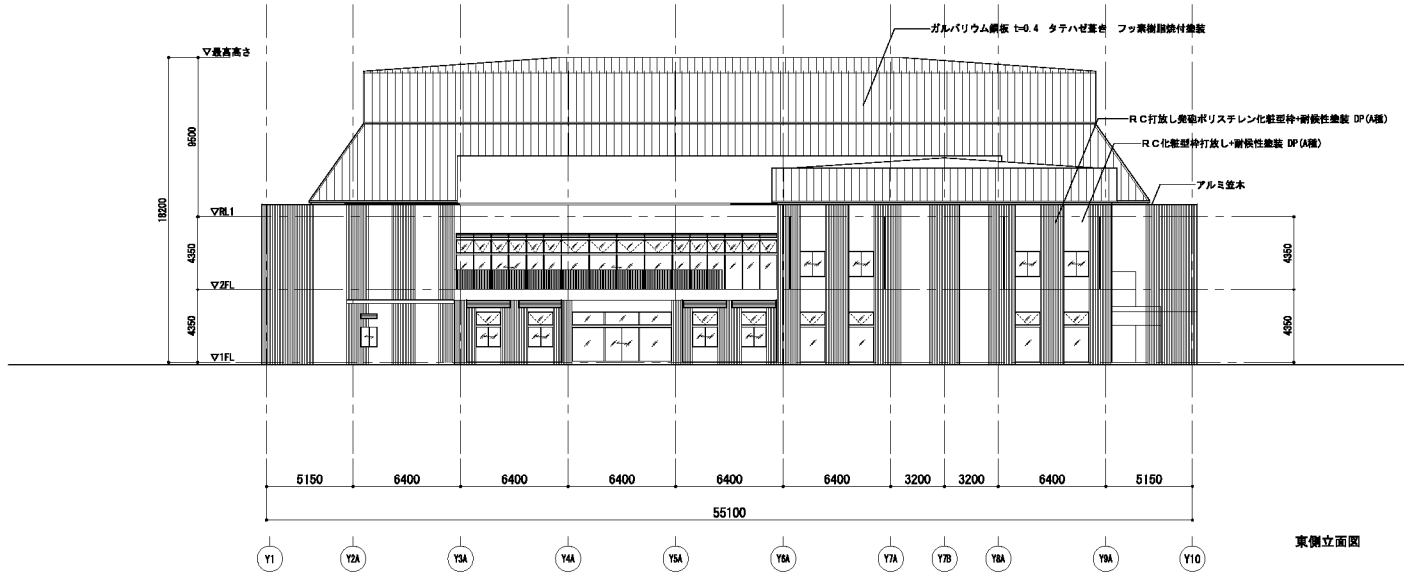 ガルバリウム鋼板 t=0.4 タテハゼ葺き フッ素樹脂焼付塗装
▽最高高さ
RC打放し発砲ポリスチレン化粧型枠+耐候性塗装 DP(A種)
RC化粧型枠打放し+耐候性塗装 DP(A種)
アルミ笠木
9500
18200
▽RL1
4350
4350
▽2FL
4350
4350
▽1FL
5150 6400 6400 6400 6400 6400 3200 3200 6400 5150
55100
東側立面図
Y1 Y2A Y3A Y4A Y5A Y6A Y7A Y7B Y8A Y9A Y10